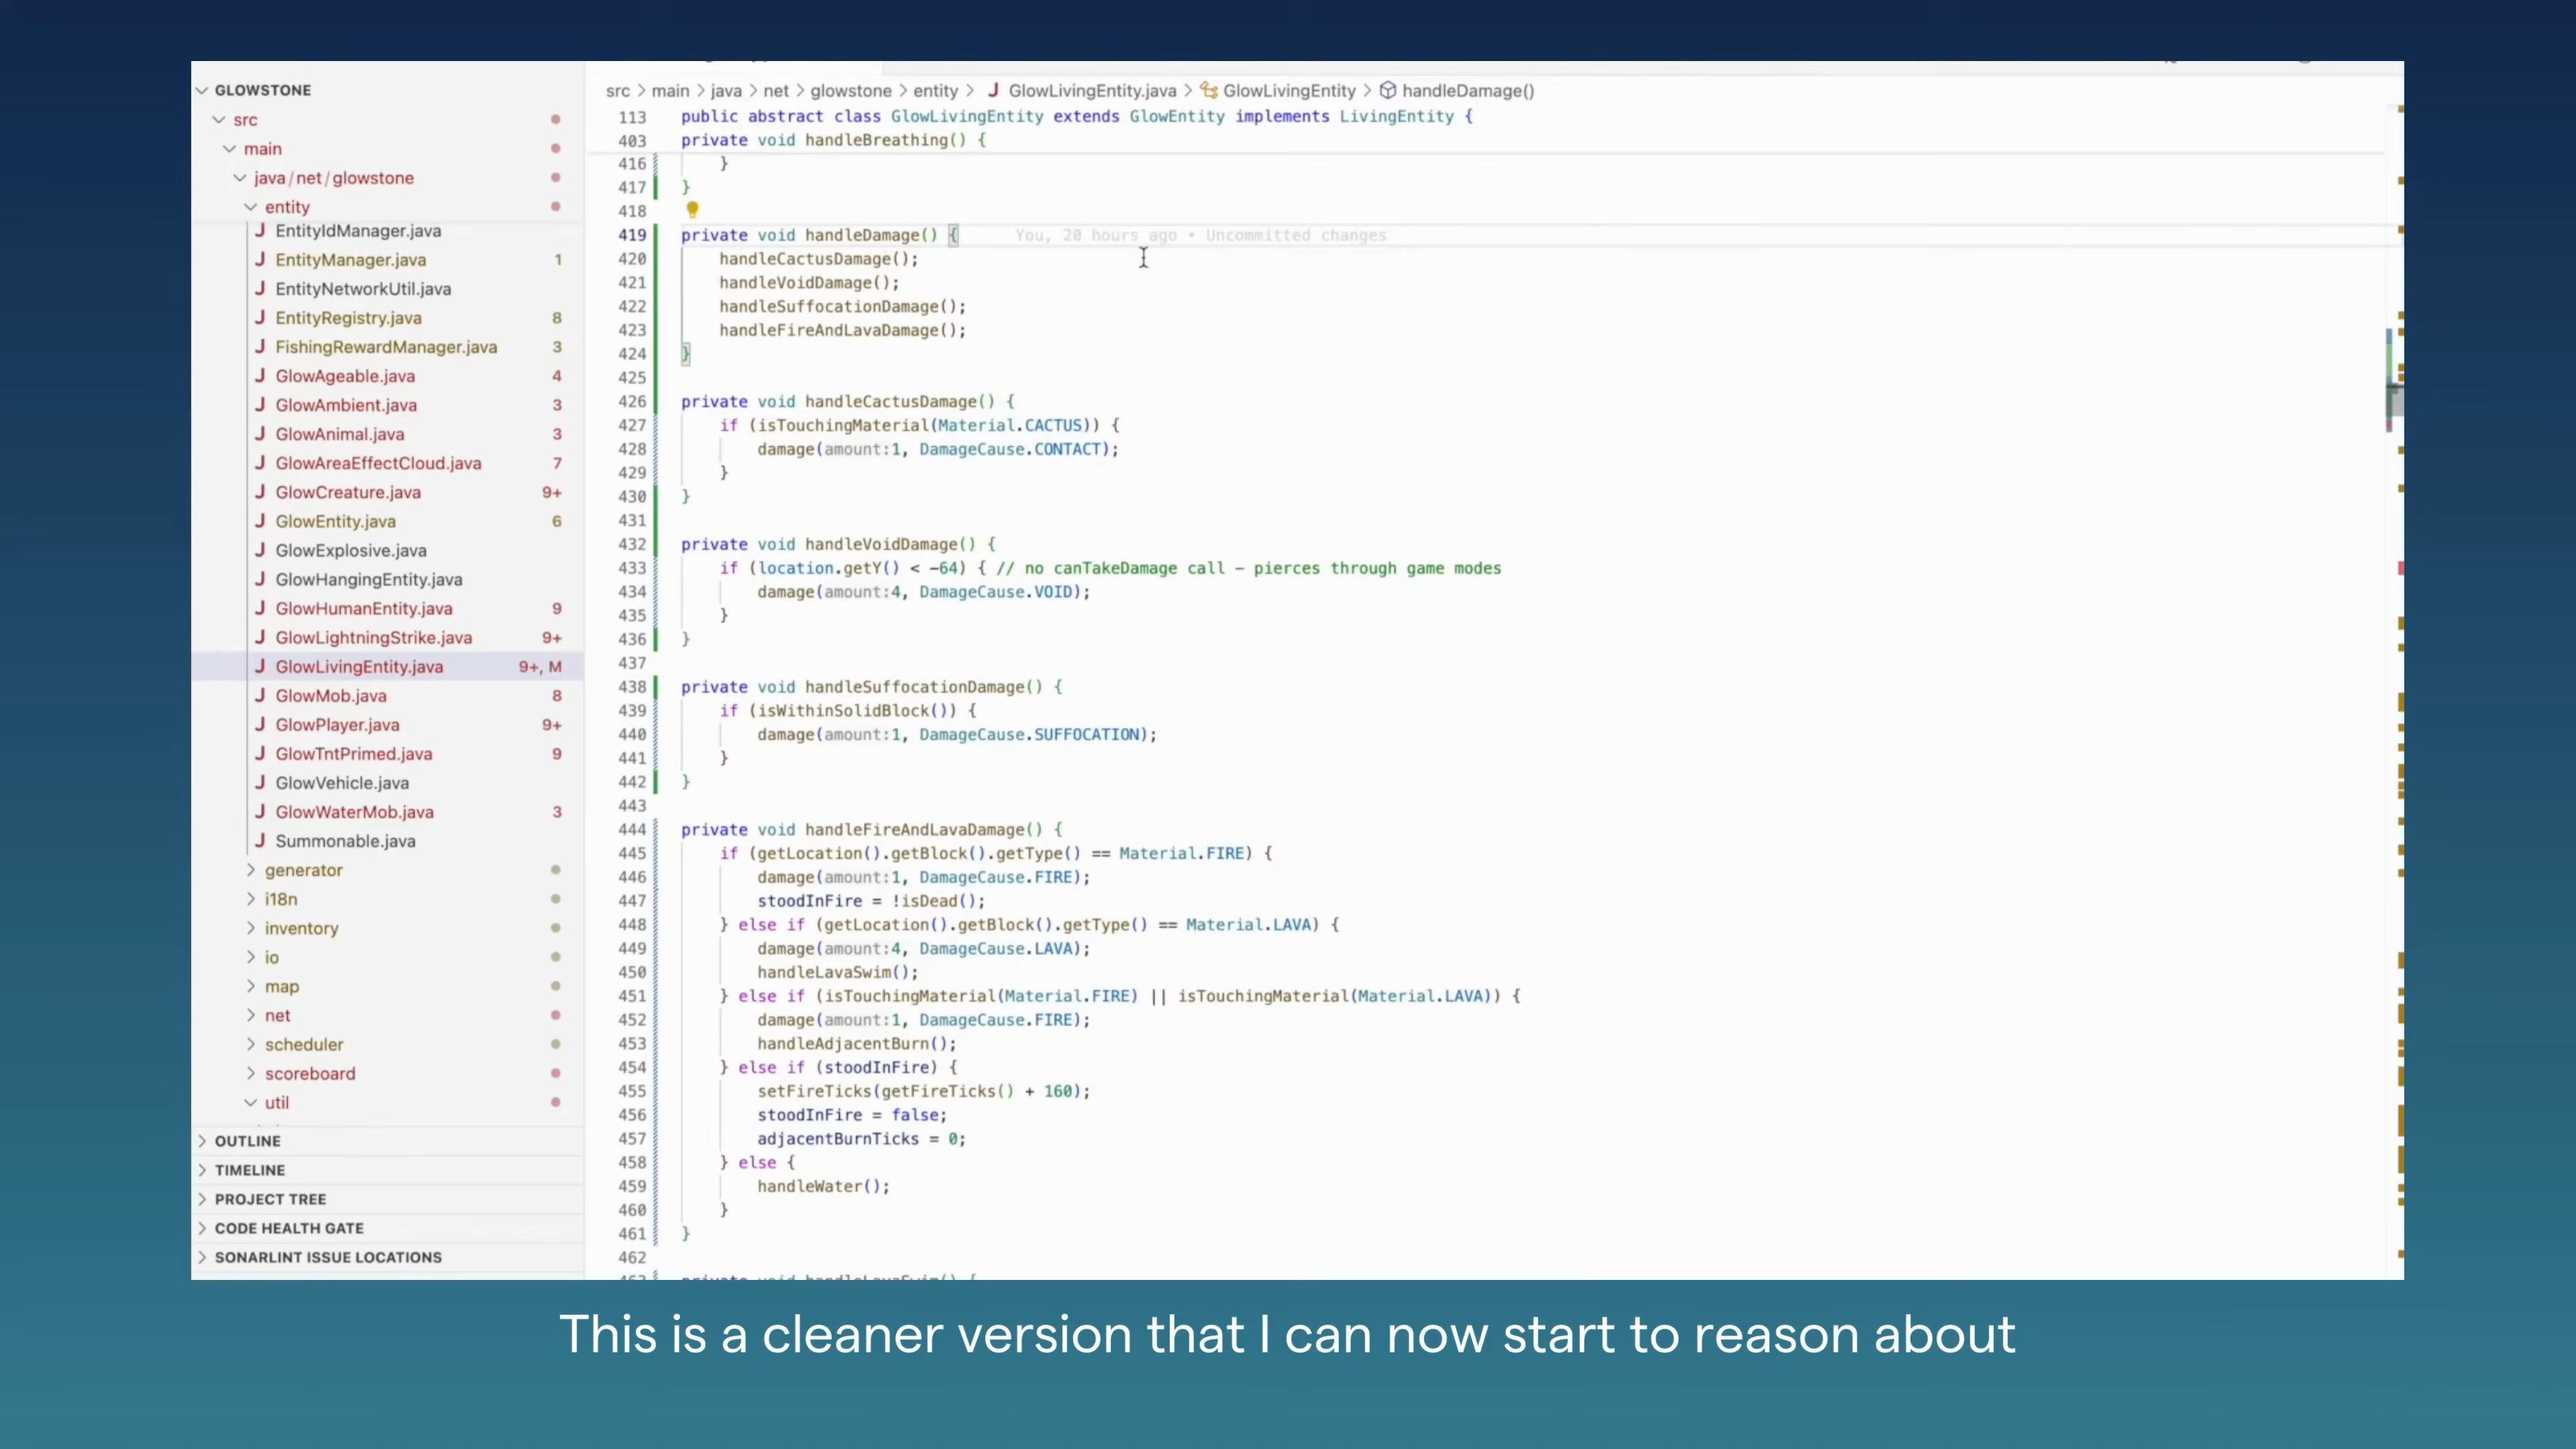 GLOWSTONE
src
main
java/net/glowstone
entity
EntityIdManager.java
EntityManager.java 1
EntityNetworkUtil.java
EntityRegistry.java 8
FishingRewardManager.java 3
GlowAgeable.java 4
GlowAmbient.java 3
GlowAnimal.java 3
GlowAreaEffectCloud.java 7
GlowCreature.java 9+
GlowEntity.java 6
GlowExplosive.java
GlowHangingEntity.java
GlowHumanEntity.java 9
GlowLightningStrike.java 9+
GlowLivingEntity.java 9+, M
GlowMob.java 8
GlowPlayer.java 9+
GlowTntPrimed.java 9
GlowVehicle.java
GlowWaterMob.java 3
Summonable.java
generator
i18n
inventory
io
map
net
scheduler
scoreboard
util
OUTLINE
TIMELINE
PROJECT TREE
CODE HEALTH GATE
SONARLINT ISSUE LOCATIONS
src > main > java > net > glowstone > entity > GlowLivingEntity.java > GlowLivingEntity > handleDamage()
113 public abstract class GlowLivingEntity extends GlowEntity implements LivingEntity {
403 private void handleBreathing() {
416 }
417 }
418
419 private void handleDamage() { You, 20 hours ago • Uncommitted changes
420 handleCactusDamage();
421 handleVoidDamage();
422 handleSuffocationDamage();
423 handleFireAndLavaDamage();
424 }
425
426 private void handleCactusDamage() {
427 if (isTouchingMaterial(Material.CACTUS)) {
428 damage(amount:1, DamageCause.CONTACT);
429 }
430 }
431
432 private void handleVoidDamage() {
433 if (location.getY() < -64) { // no canTakeDamage call – pierces through game modes
434 damage(amount:4, DamageCause.VOID);
435 }
436 }
437
438 private void handleSuffocationDamage() {
439 if (isWithinSolidBlock()) {
440 damage(amount:1, DamageCause.SUFFOCATION);
441 }
442 }
443
444 private void handleFireAndLavaDamage() {
445 if (getLocation().getBlock().getType() == Material.FIRE) {
446 damage(amount:1, DamageCause.FIRE);
447 stoodInFire = !isDead();
448 } else if (getLocation().getBlock().getType() == Material.LAVA) {
449 damage(amount:4, DamageCause.LAVA);
450 handleLavaSwim();
451 } else if (isTouchingMaterial(Material.FIRE) || isTouchingMaterial(Material.LAVA)) {
452 damage(amount:1, DamageCause.FIRE);
453 handleAdjacentBurn();
454 } else if (stoodInFire) {
455 setFireTicks(getFireTicks() + 160);
456 stoodInFire = false;
457 adjacentBurnTicks = 0;
458 } else {
459 handleWater();
460 }
461 }
462
463 private void handleLavaSwim() {
This is a cleaner version that I can now start to reason about